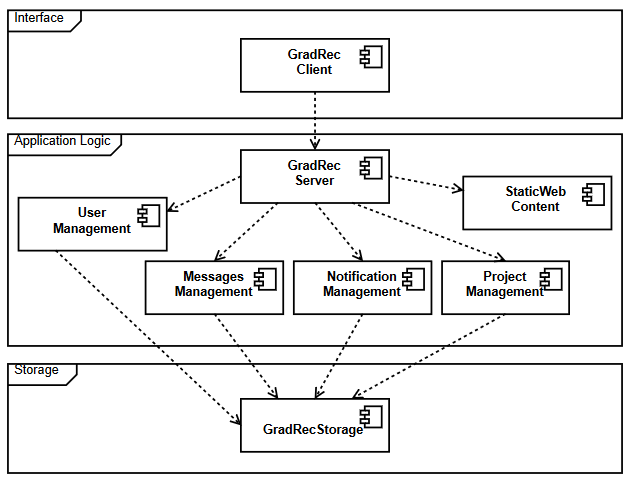 Interface
GradRec
Client
Application Logic
GradRec
Server
StaticWeb
Content
User
Management
Messages
Management
Notification
Management
Project
Management
Storage
GradRecStorage